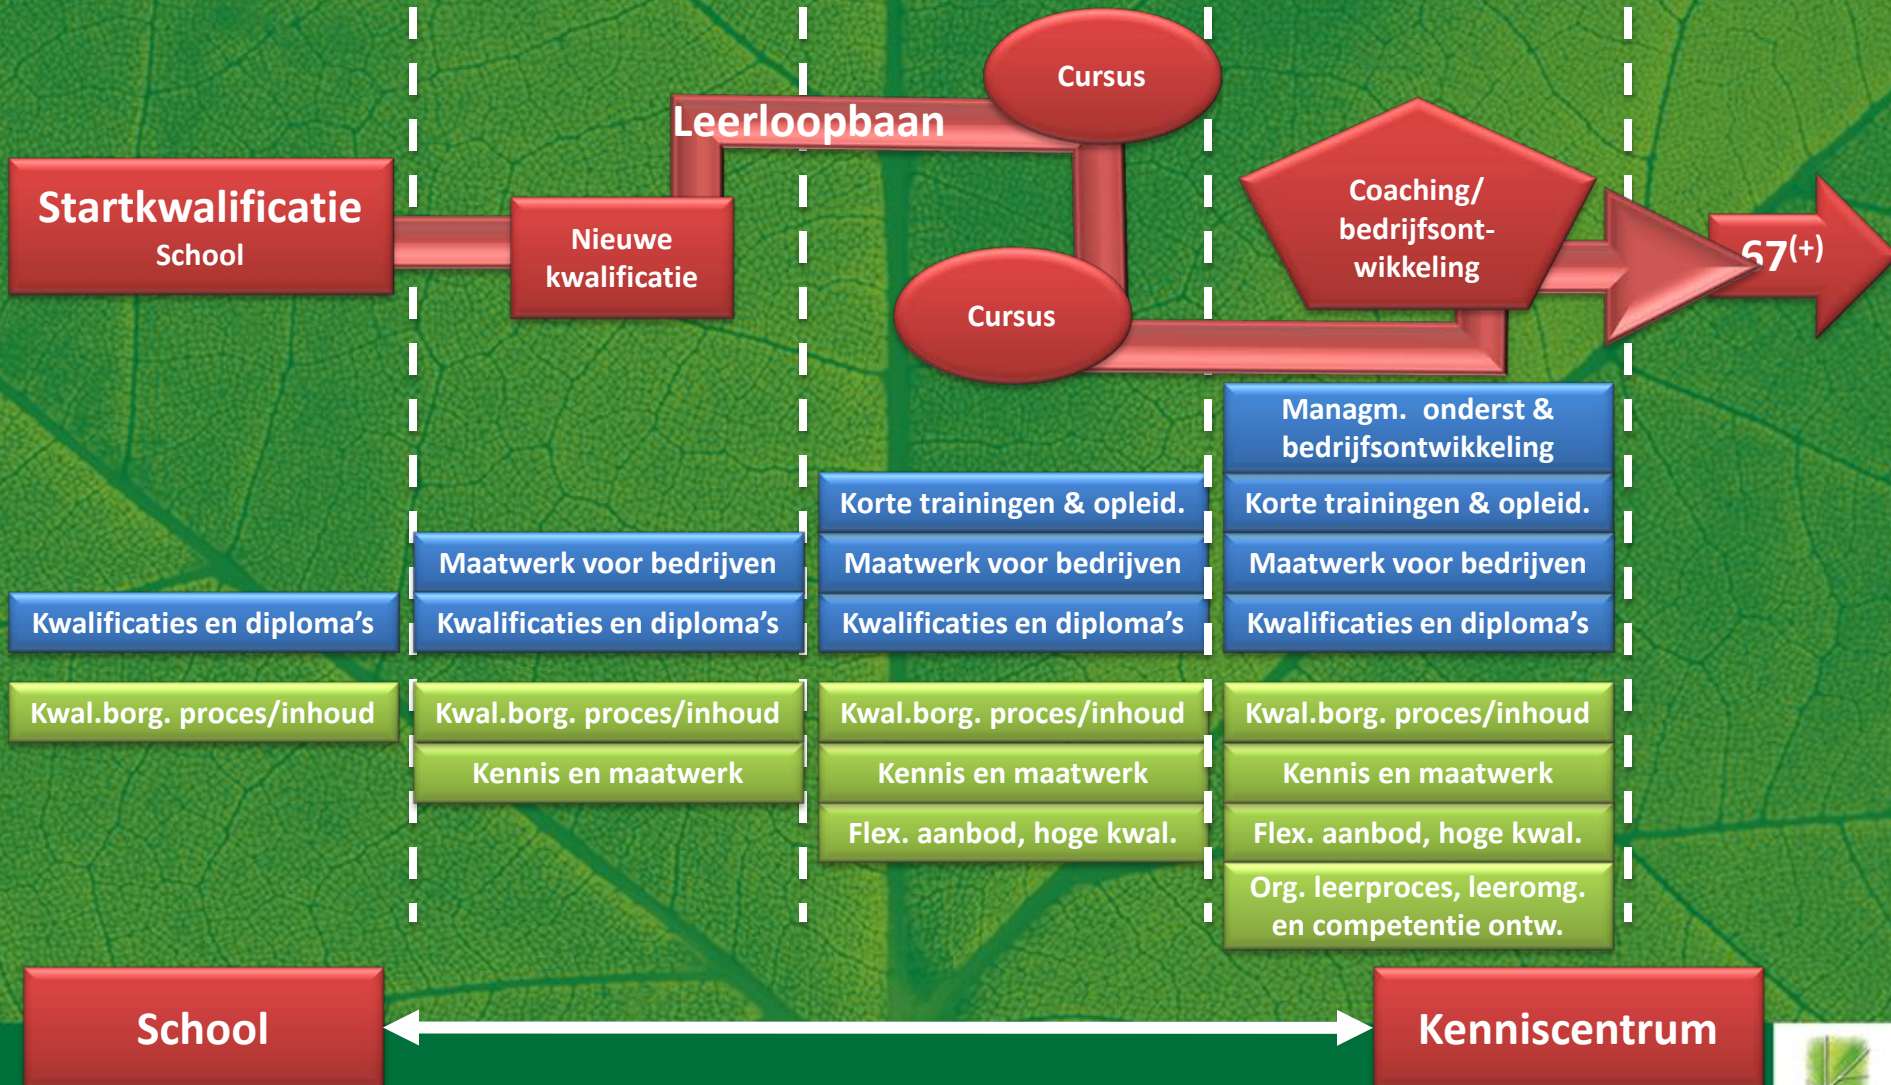 Cursus
Leerloopbaan
Startkwalificatie
School
Nieuwe
kwalificatie
Cursus
Coaching/
bedrijfsont-
wikkeling
67(+)
Managm. onderst &
bedrijfsontwikkeling
Korte trainingen & opleid.
Korte trainingen & opleid.
Maatwerk voor bedrijven
Maatwerk voor bedrijven
Maatwerk voor bedrijven
Kwalificaties en diploma’s
Kwalificaties en diploma’s
Kwalificaties en diploma’s
Kwalificaties en diploma’s
Kwal.borg. proces/inhoud
Kwal.borg. proces/inhoud
Kwal.borg. proces/inhoud
Kwal.borg. proces/inhoud
Kennis en maatwerk
Kennis en maatwerk
Kennis en maatwerk
Flex. aanbod, hoge kwal.
Flex. aanbod, hoge kwal.
Org. leerproces, leeromg.
en competentie ontw.
School
Kenniscentrum